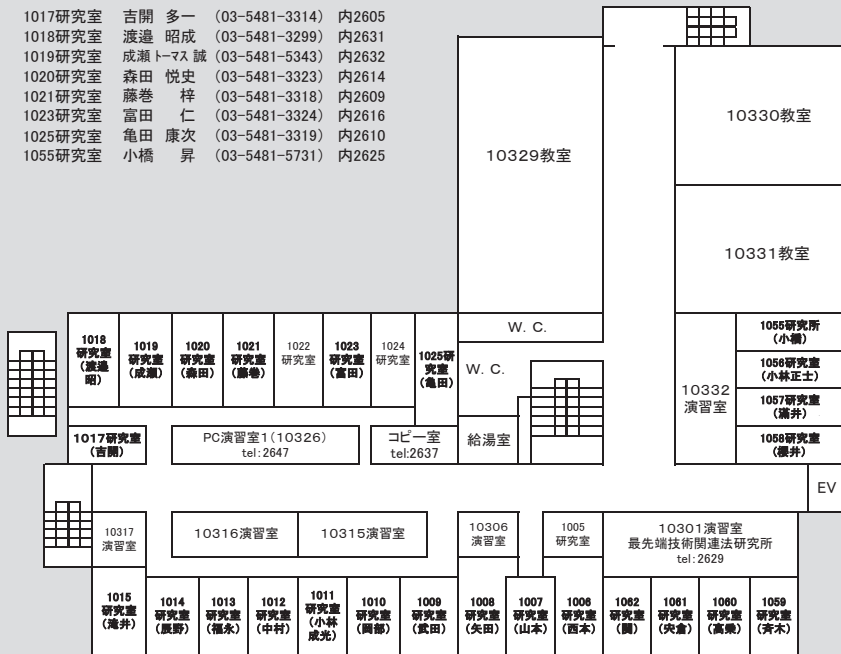 1017研究室 吉開 多一 (03-5481-3314) 内2605
1018研究室 渡邉 昭成 (03-5481-3299) 内2631
1019研究室 成瀬トーマス 誠 (03-5481-5343) 内2632
1020研究室 森田 悦史 (03-5481-3323) 内2614
1021研究室 藤巻 梓 (03-5481-3318) 内2609
1023研究室 富田 仁 (03-5481-3324) 内2616
1025研究室 亀田 康次 (03-5481-3319) 内2610
1055研究室 小橋 昇 (03-5481-5731) 内2625
10329教室
10330教室
10331教室
W. C.
W. C.
1018
研究室
(渡邉
昭)
1019
研究室
(成瀬)
1020
研究室
(森田)
1021
研究室
(藤巻)
1022
研究室
1023
研究室
(富田)
1024
研究室
1025研
究室
(亀田)
10332
演習室
1055研究所
(小橋)
1056研究室
(小林正士)
1057研究室
(満井)
1058研究室
(櫻井)
1017研究室
(吉開)
PC演習室1(10326)
tel:2647
コピー室
tel:2637
給湯室
EV
10317
演習室
10316演習室
10315演習室
10306
演習室
1005
研究室
10301演習室
最先端技術関連法研究所
tel:2629
1015
研究室
(滝井)
1014
研究室
(辰野)
1013
研究室
(福永)
1012
研究室
(中村)
1011
研究室
(小林
成光)
1010
研究室
(岡部)
1009
研究室
(武田)
1008
研究室
(矢田)
1007
研究室
(山本)
1006
研究室
(西本)
1062
研究室
(関)
1061
研究室
(宍倉)
1060
研究室
(髙榮)
1059
研究室
(斉木)